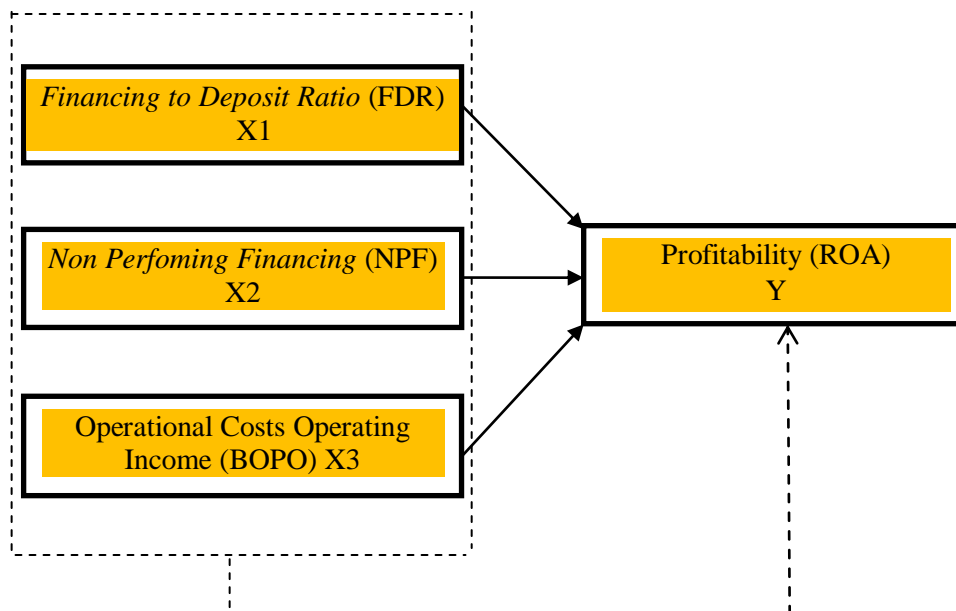 Financing to Deposit Ratio (FDR)
X1
Non Perfoming Financing (NPF)
X2
Profitability (ROA)
Y
Operational Costs Operating
Income (BOPO) X3